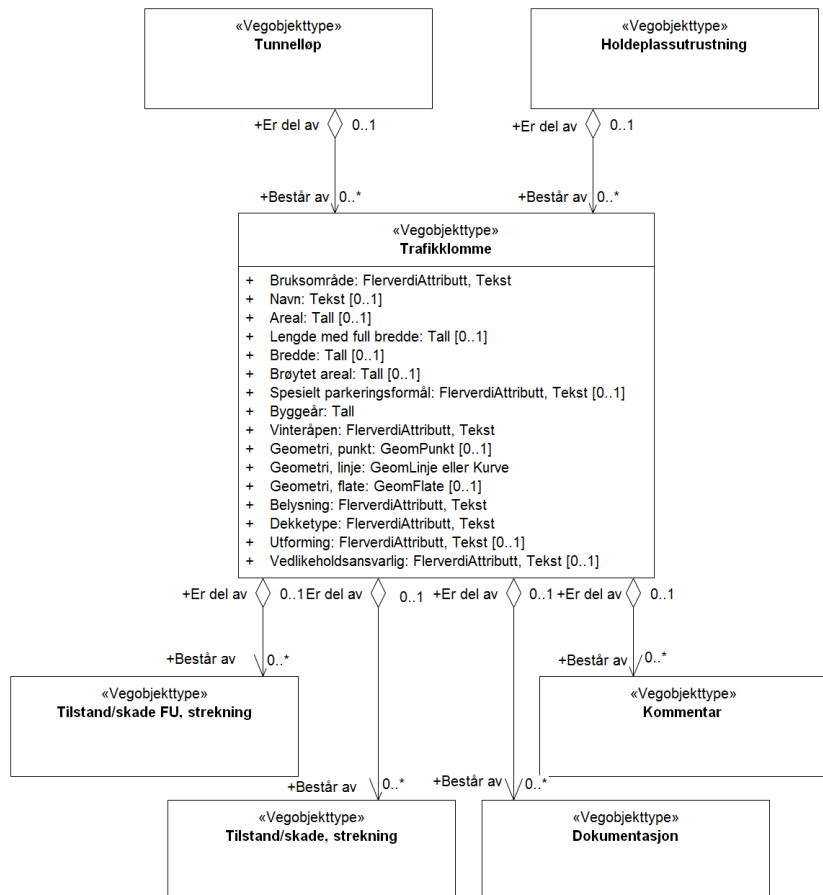 «Vegobjekttype»
Tunnelløp
«Vegobjekttype»
Holdeplassutrustning
+Er del av 0..1
+Er del av 0..1
+Består av 0..*
+Består av 0..*
«Vegobjekttype»
Trafikklomme
+ Bruksområde: FlerverdiAttributt, Tekst
+ Navn: Tekst [0..1]
+ Areal: Tall [0..1]
+ Lengde med full bredde: Tall [0..1]
+ Bredde: Tall [0..1]
+ Brøytet areal: Tall [0..1]
+ Spesielt parkeringsformål: FlerverdiAttributt, Tekst [0..1]
+ Byggeår: Tall
+ Vinteråpen: FlerverdiAttributt, Tekst
+ Geometri, punkt: GeomPunkt [0..1]
+ Geometri, linje: GeomLinje eller Kurve
+ Geometri, flate: GeomFlate [0..1]
+ Belysning: FlerverdiAttributt, Tekst
+ Dekketype: FlerverdiAttributt, Tekst
+ Utforming: FlerverdiAttributt, Tekst [0..1]
+ Vedlikeholdsansvarlig: FlerverdiAttributt, Tekst [0..1]
+Er del av 0..1
Er del av 0..1
+Er del av 0..1
+Er del av 0..1
+Består av 0..*
+Består av 0..*
«Vegobjekttype»
Tilstand/skade FU, strekning
«Vegobjekttype»
Kommentar
+Består av 0..*
+Består av 0..*
«Vegobjekttype»
Tilstand/skade, strekning
«Vegobjekttype»
Dokumentasjon